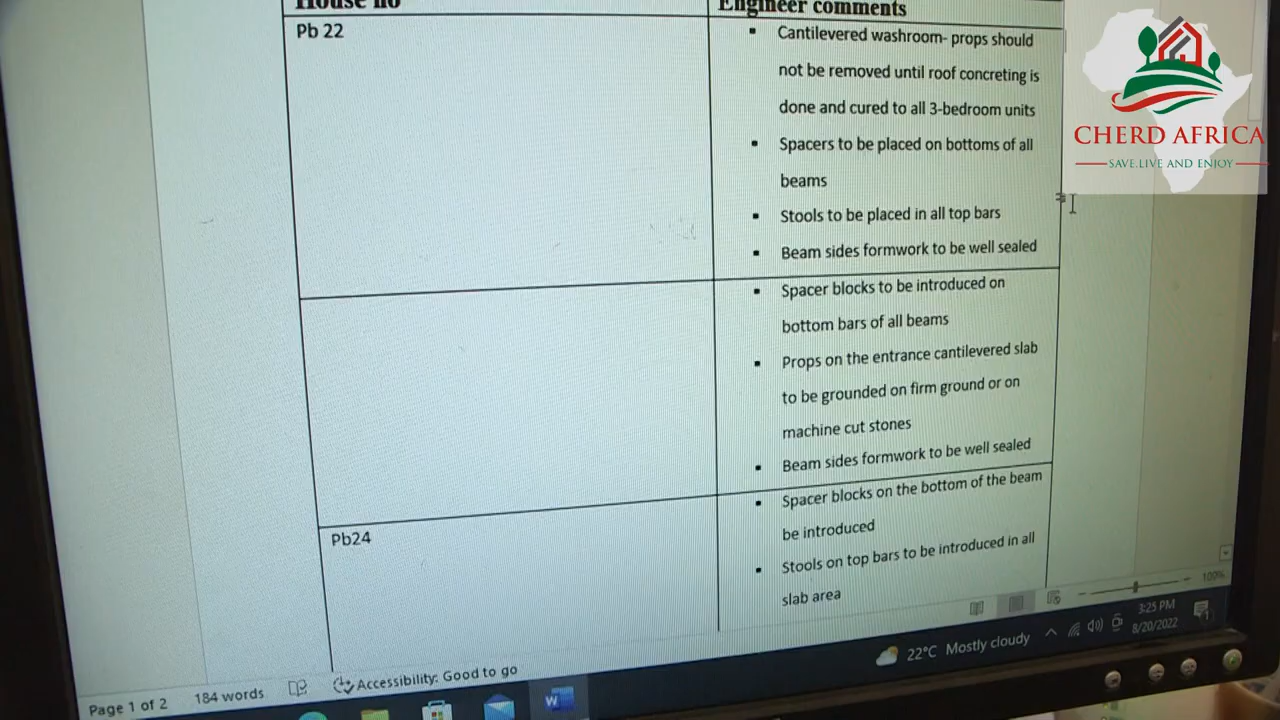 House no
Engineer comments
Pb 22
Cantilevered washroom- props should
not be removed until roof concreting is
done and cured to all 3-bedroom units
Spacers to be placed on bottoms of all
beams
Stools to be placed in all top bars
Beam sides formwork to be well sealed
Spacer blocks to be introduced on
bottom bars of all beams
Props on the entrance cantilevered slab
to be grounded on firm ground or on
machine cut stones
Beam sides formwork to be well sealed
Pb24
Spacer blocks on the bottom of the beam
be introduced
Stools on top bars to be introduced in all
slab area
CHERD AFRICA
SAVE.LIVE AND ENJOY
100%
Page 1 of 2
184 words
Accessibility: Good to go
22°C Mostly cloudy
3:25 PM
8/20/2022
1
W